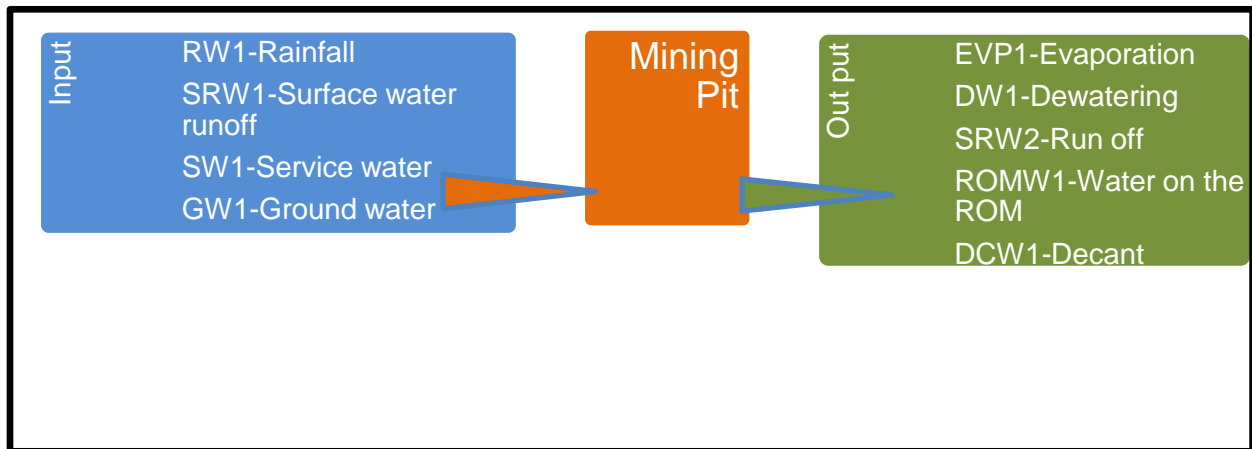 Input
RW1-Rainfall
SRW1-Surface water
runoff
SW1-Service water
GW1-Ground water
Mining
Pit
Out put
EVP1-Evaporation
DW1-Dewatering
SRW2-Run off
ROMW1-Water on the
ROM
DCW1-Decant